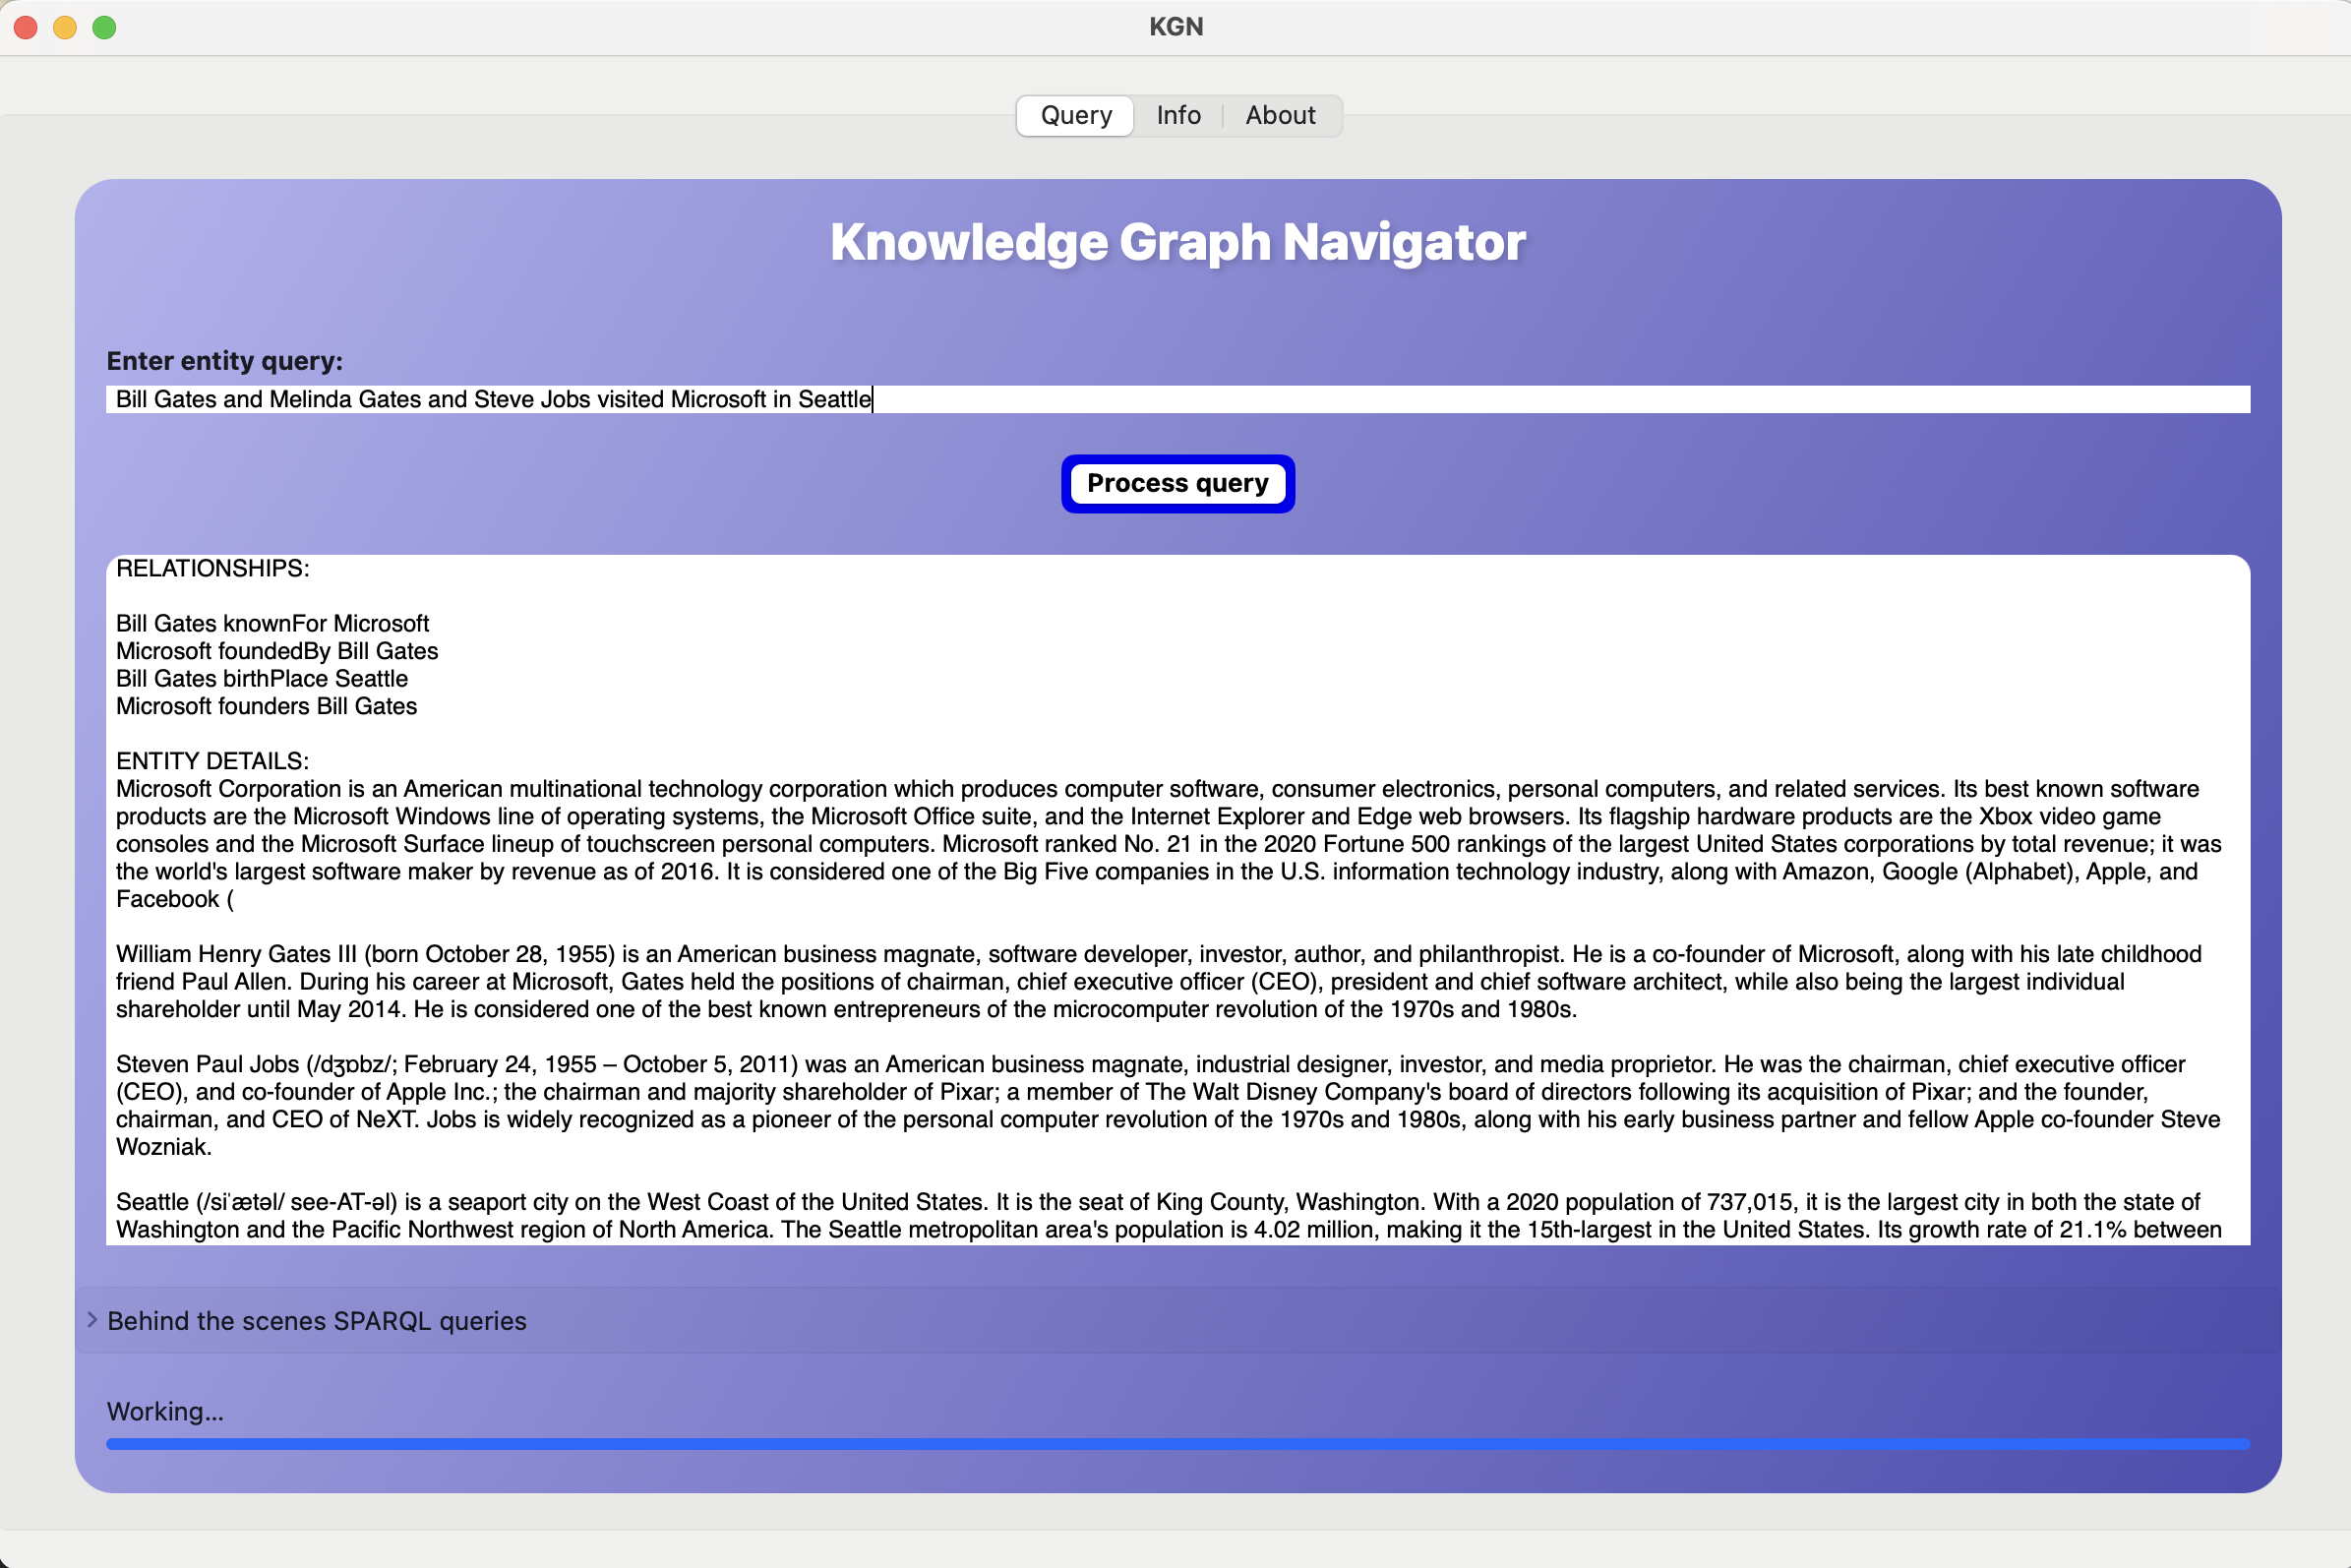 KGN
Query
Info
About
Knowledge Graph Navigator
Enter entity query:
Bill Gates and Melinda Gates and Steve Jobs visited Microsoft in Seattle
Process query
RELATIONSHIPS:
Bill Gates knownFor Microsoft
Microsoft foundedBy Bill Gates
Bill Gates birthPlace Seattle
Microsoft founders Bill Gates
ENTITY DETAILS:
Microsoft Corporation is an American multinational technology corporation which produces computer software, consumer electronics, personal computers, and related services. Its best known software
products are the Microsoft Windows line of operating systems, the Microsoft Office suite, and the Internet Explorer and Edge web browsers. Its flagship hardware products are the Xbox video game
consoles and the Microsoft Surface lineup of touchscreen personal computers. Microsoft ranked No. 21 in the 2020 Fortune 500 rankings of the largest United States corporations by total revenue; it was
the world's largest software maker by revenue as of 2016. It is considered one of the Big Five companies in the U.S. information technology industry, along with Amazon, Google (Alphabet), Apple, and
Facebook (
William Henry Gates III (born October 28, 1955) is an American business magnate, software developer, investor, author, and philanthropist. He is a co-founder of Microsoft, along with his late childhood
friend Paul Allen. During his career at Microsoft, Gates held the positions of chairman, chief executive officer (CEO), president and chief software architect, while also being the largest individual
shareholder until May 2014. He is considered one of the best known entrepreneurs of the microcomputer revolution of the 1970s and 1980s.
Steven Paul Jobs (/dʒɒbz/; February 24, 1955 – October 5, 2011) was an American business magnate, industrial designer, investor, and media proprietor. He was the chairman, chief executive officer
(CEO), and co-founder of Apple Inc.; the chairman and majority shareholder of Pixar; a member of The Walt Disney Company's board of directors following its acquisition of Pixar; and the founder,
chairman, and CEO of NeXT. Jobs is widely recognized as a pioneer of the personal computer revolution of the 1970s and 1980s, along with his early business partner and fellow Apple co-founder Steve
Wozniak.
Seattle (/siˈætəl/ see-AT-əl) is a seaport city on the West Coast of the United States. It is the seat of King County, Washington. With a 2020 population of 737,015, it is the largest city in both the state of
Washington and the Pacific Northwest region of North America. The Seattle metropolitan area's population is 4.02 million, making it the 15th-largest in the United States. Its growth rate of 21.1% between
Behind the scenes SPARQL queries
Working...